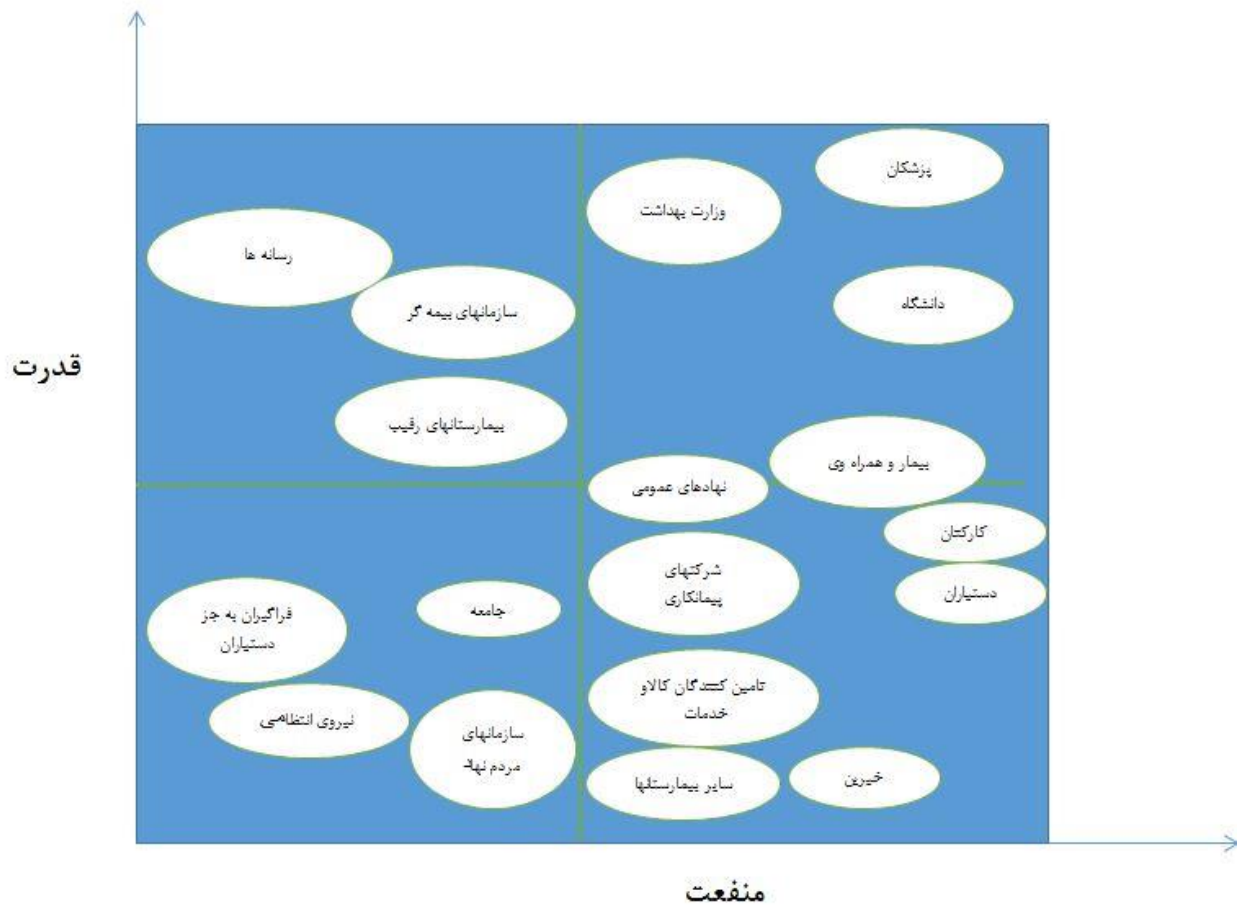 پزشکان
وزارت بهداشت
رسانه ها
سازمانهای بیمه گر
دانشگاه
قدرت
بیمارستانهای رقیب
بیمار و همراه وی
نهادهای عمومی
کارکنان
شرکتهای
پیمانکاری
دستیاران
جامعه
فراگیران به جز
دستیاران
تامین کنندگان کالاو
خدمات
نیروی انتظامی
سازمانهای
مردم نهاد
سایر بیمارستانها
خیرین
منفعت